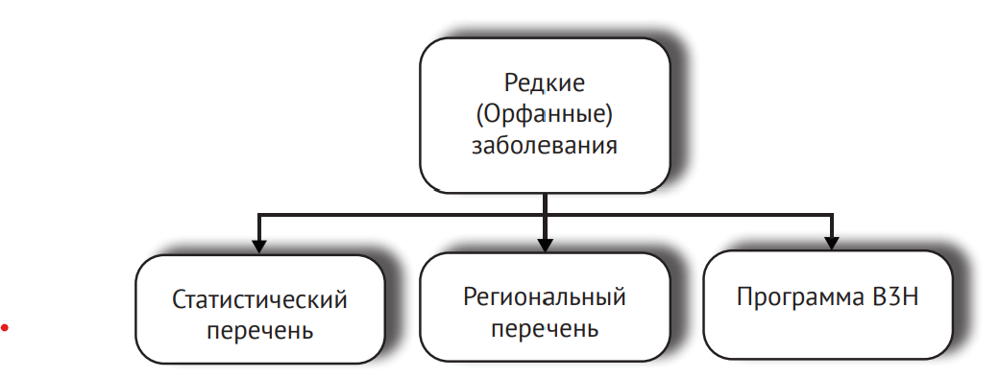 Редкие
(Орфанные)
заболевания
Статистический
перечень
Региональный
перечень
Программа ВЗН